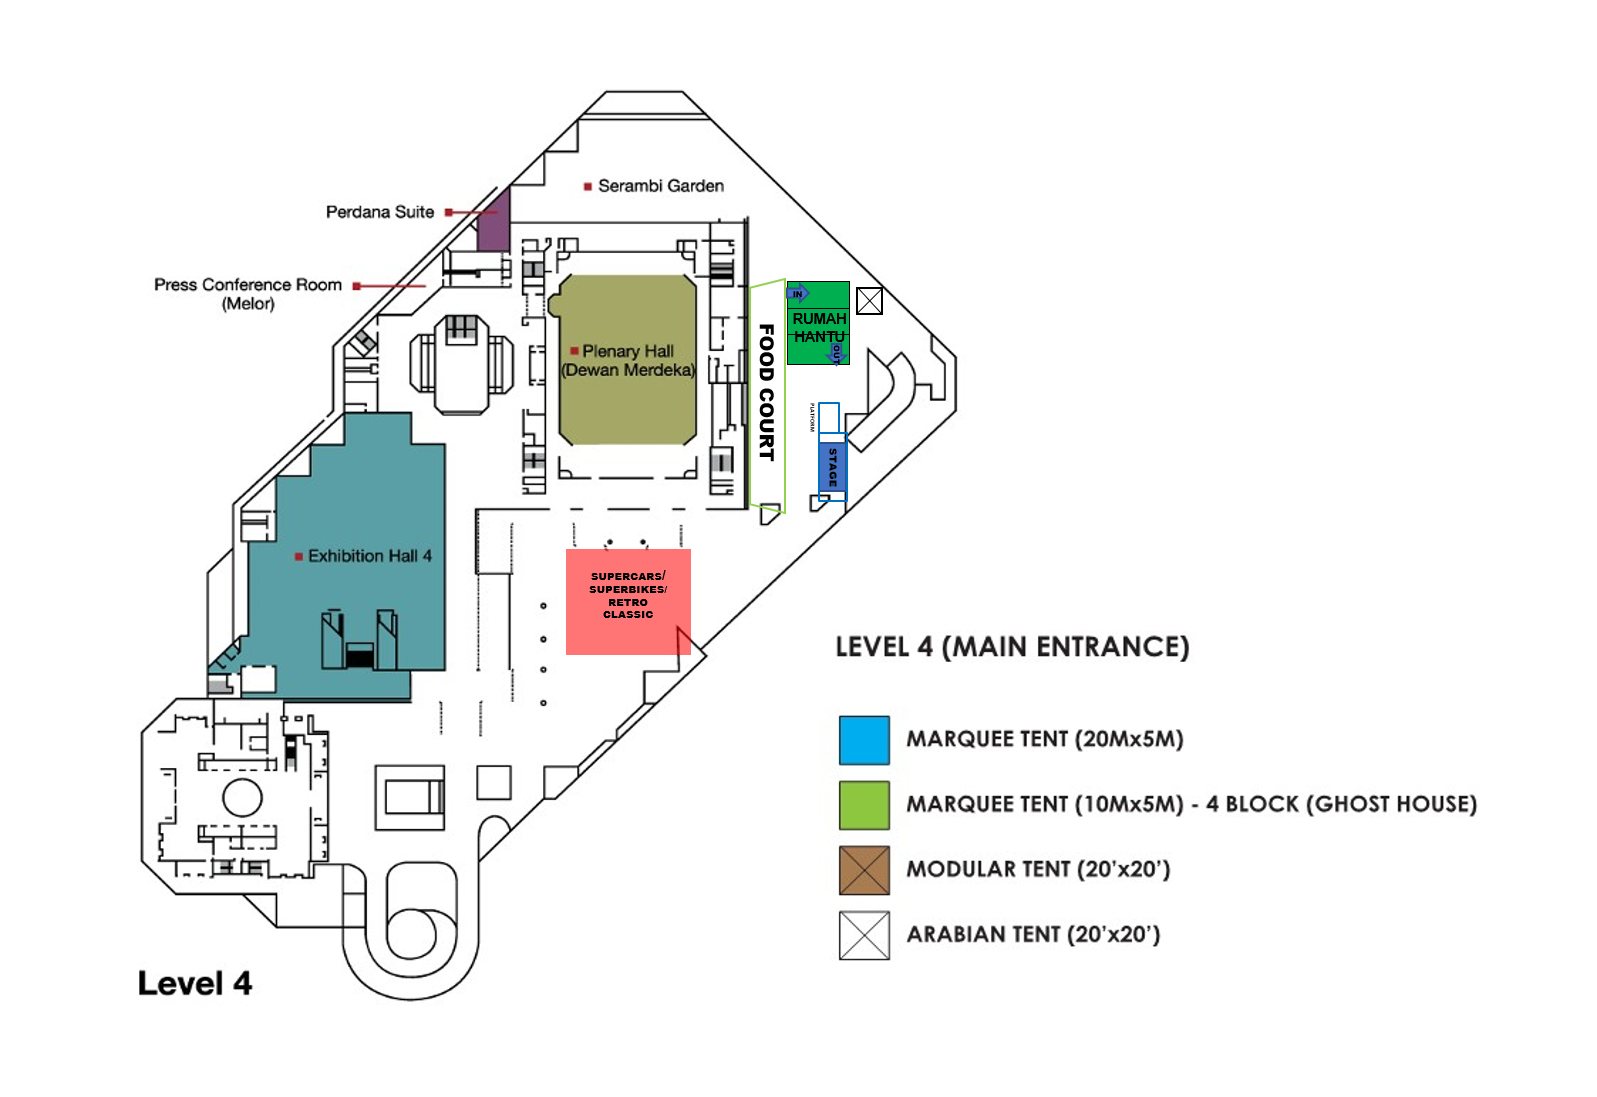 Serambi Garden
Perdana Suite
Press Conference Room
(Melor)
IN
RUMAH
HANTU
OUT
FOOD COURT
Plenary Hall
(Dewan Merdeka)
PLATFORM
STAGE
Exhibition Hall 4
SUPERCARS/
SUPERBIKES/
RETRO
CLASSIC
LEVEL 4 (MAIN ENTRANCE)
MARQUEE TENT (20Mx5M)
MARQUEE TENT (10Mx5M) - 4 BLOCK (GHOST HOUSE)
MODULAR TENT (20'x20')
ARABIAN TENT (20'x20')
Level 4